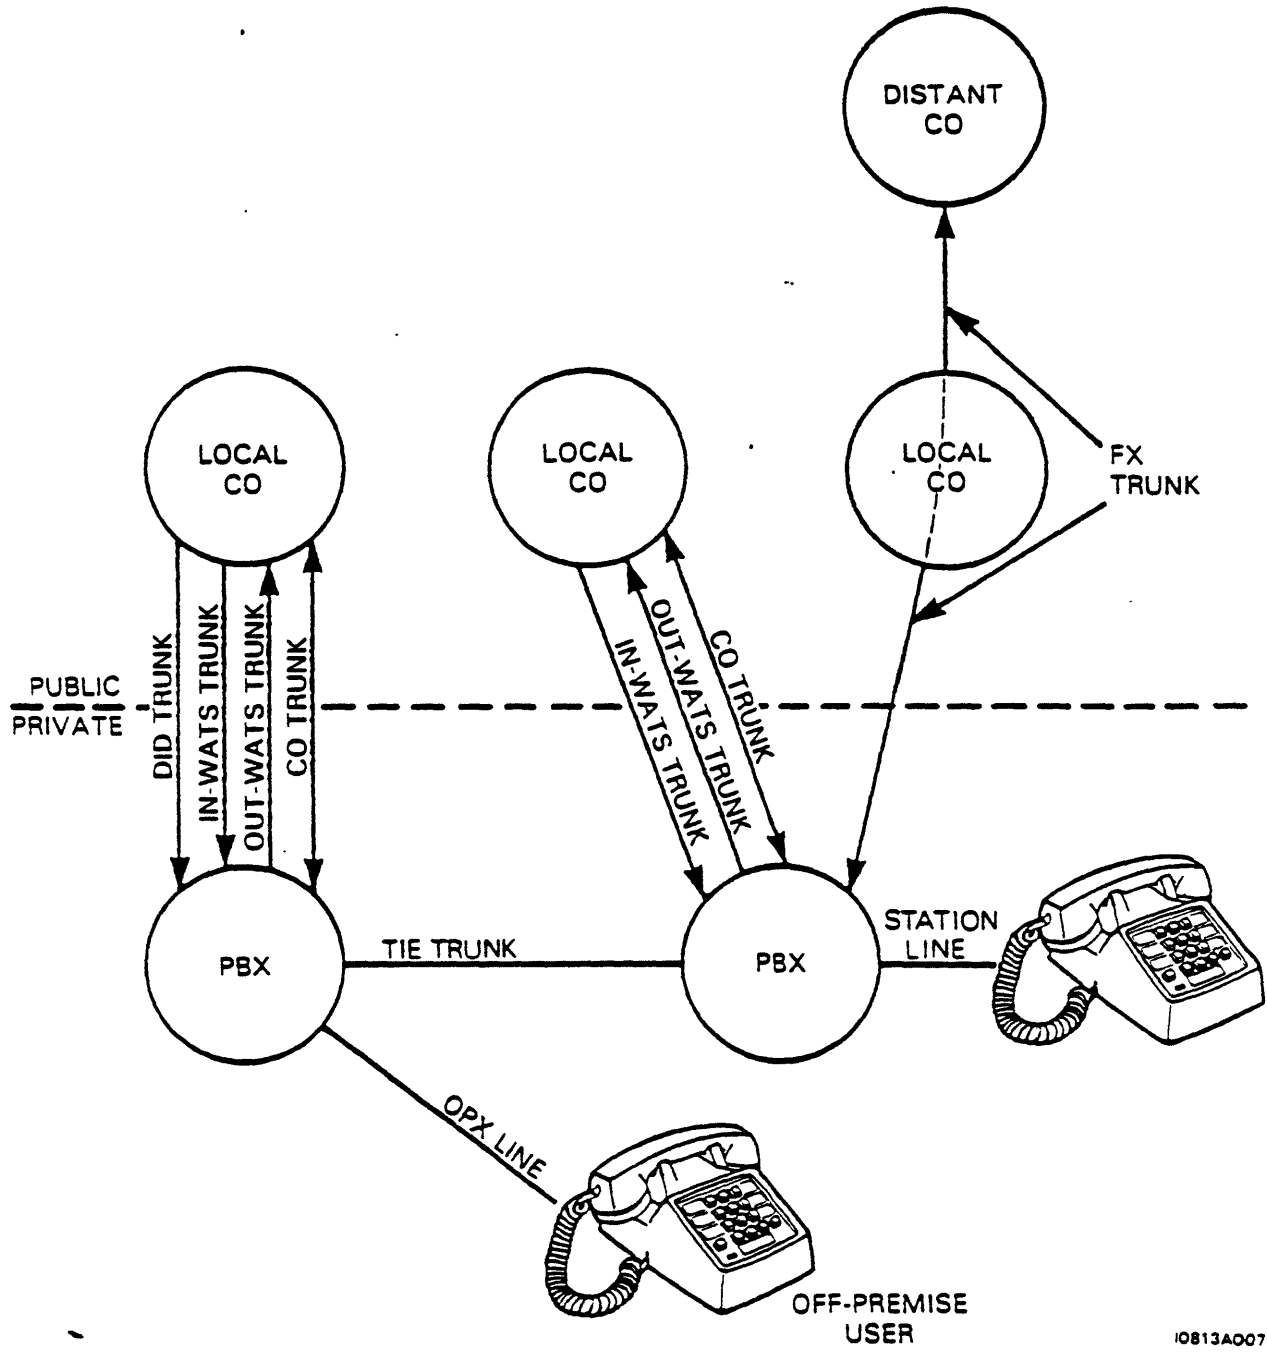 DISTANT
CO
LOCAL
CO
LOCAL
CO
LOCAL
CO
FX
TRUNK
PUBLIC
PRIVATE
DID TRUNK
IN-WATS TRUNK
OUT-WATS TRUNK
CO TRUNK
IN-WATS TRUNK
OUT-WATS TRUNK
CO TRUNK
PBX
TIE TRUNK
PBX
STATION
LINE
OPX LINE
OFF-PREMISE
USER
I0813A007